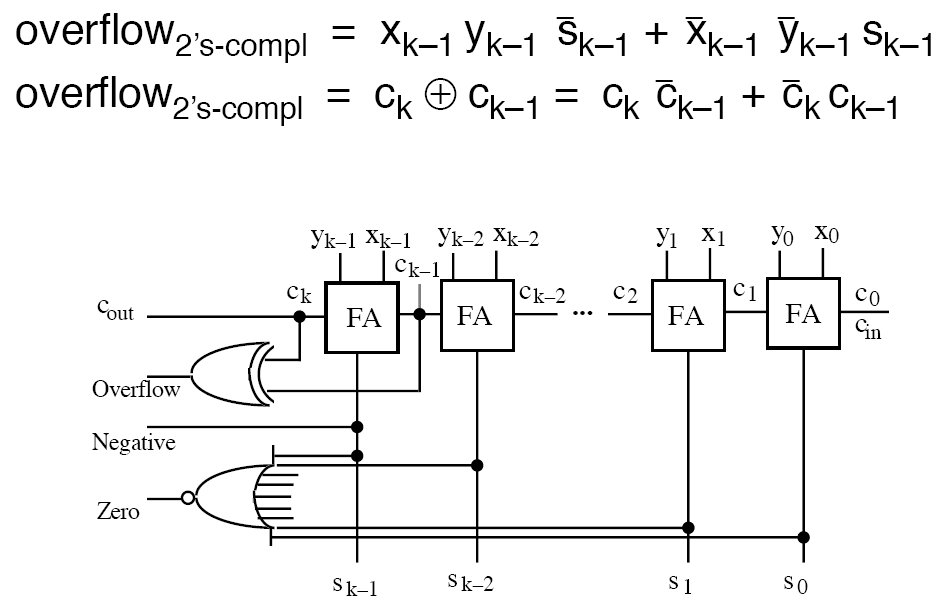 overflow₂'s-compl = xₖ₋₁ yₖ₋₁ s̄ₖ₋₁ + x̄ₖ₋₁ ȳₖ₋₁ sₖ₋₁
overflow₂'s-compl = cₖ ⊕ cₖ₋₁ = cₖ c̄ₖ₋₁ + c̄ₖ cₖ₋₁
yₖ₋₁ xₖ₋₁ yₖ₋₂ xₖ₋₂ y₁ x₁ y₀ x₀
cₖ₋₁
cout cₖ cₖ₋₂ ... c₂ c₁ c₀
FA FA FA FA cin
Overflow
Negative
Zero
sₖ₋₁ sₖ₋₂ s₁ s₀